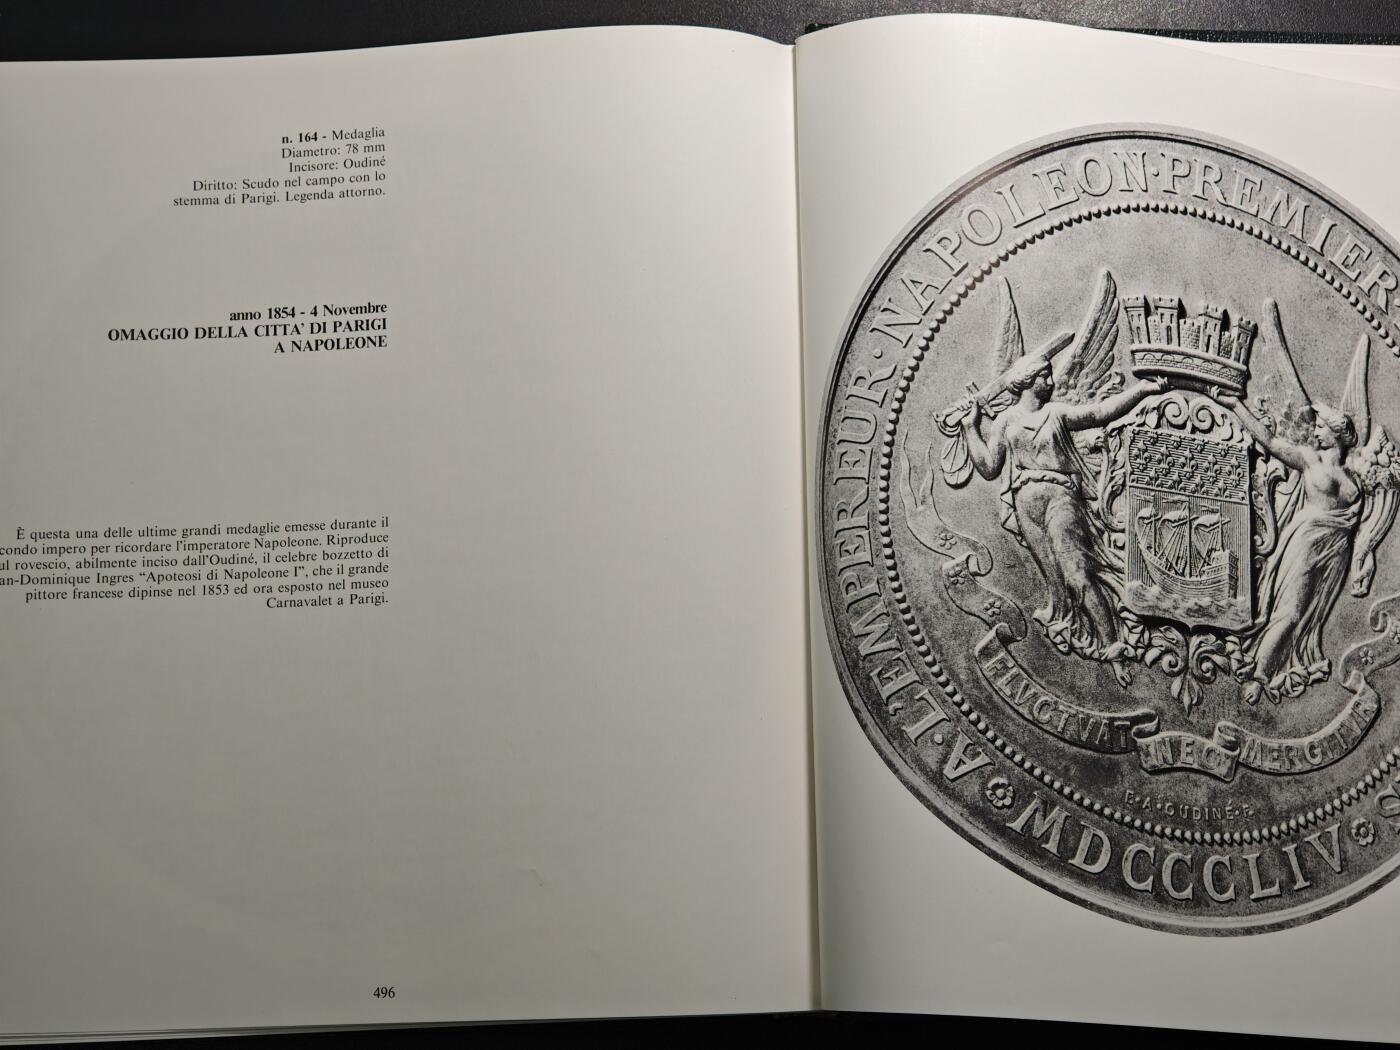 n. 164 - Medaglia
Diametro: 78 mm
Incisore: Oudiné
Diritto: Scudo nel campo con lo
stemma di Parigi. Legenda attorno.
anno 1854 - 4 Novembre
OMAGGIO DELLA CITTA' DI PARIGI
A NAPOLEONE
È questa una delle ultime grandi medaglie emesse durante il
condo impero per ricordare l'imperatore Napoleone. Riproduce
ul rovescio, abilmente inciso dall'Oudiné, il celebre bozzetto di
an-Dominique Ingres “Apoteosi di Napoleone I”, che il grande
pittore francese dipinse nel 1853 ed ora esposto nel museo
Carnavalet a Parigi.
496
A·L'EMPEREUR·NAPOLEON·PREMIER·
FLVCTVAT NEC MERGITVR
E·A·OUDINÉ·F·
MDCCCLIV